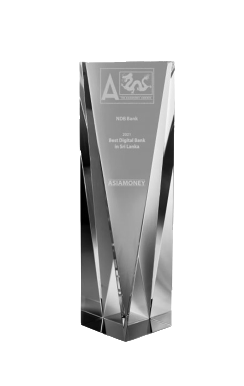 A
NDB Bank
2021
Best Digital Bank
in Sri Lanka
ASIAMONEY